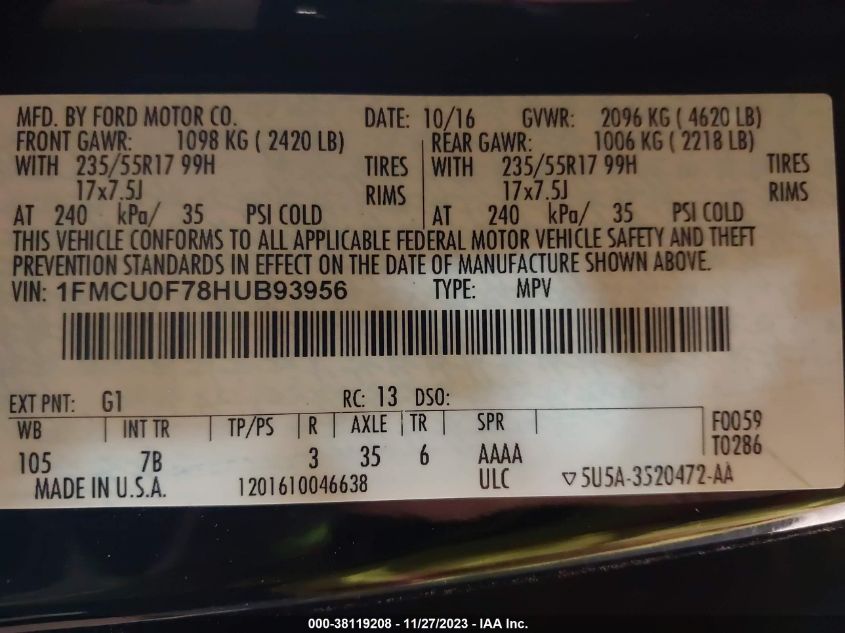 MFD. BY FORD MOTOR CO. DATE: 10/16 GVWR: 2096 KG ( 4620 LB)
FRONT GAWR: 1098 KG ( 2420 LB) REAR GAWR: 1006 KG ( 2218 LB)
WITH 235/55R17 99H TIRES WITH 235/55R17 99H TIRES
17x7.5J RIMS 17x7.5J RIMS
AT 240 kPa/ 35 PSI COLD AT 240 kPa/ 35 PSI COLD
THIS VEHICLE CONFORMS TO ALL APPLICABLE FEDERAL MOTOR VEHICLE SAFETY AND THEFT
PREVENTION STANDARDS IN EFFECT ON THE DATE OF MANUFACTURE SHOWN ABOVE.
VIN: 1FMCU0F78HUB93956 TYPE: MPV
EXT PNT: G1 RC: 13 DSO:
WB INT TR TP/PS R AXLE TR SPR F0059
105 7B 3 35 6 AAAA T0286
MADE IN U.S.A. 1201610046638 ULC ▽5U5A-3520472-AA
000-38119208 - 11/27/2023 - IAA Inc.